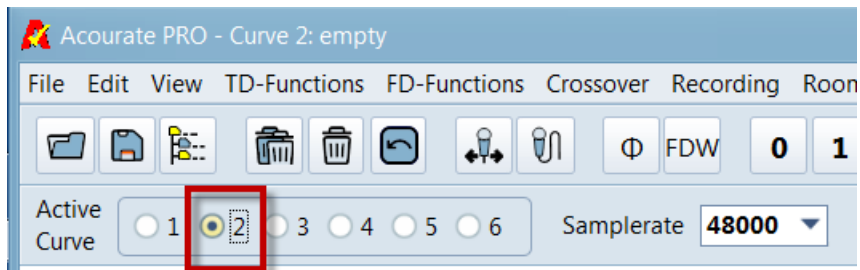 Acourate PRO - Curve 2: empty
File Edit View TD-Functions FD-Functions Crossover Recording Room
Φ FDW 0 1
Active Curve 1 2 3 4 5 6 Samplerate 48000